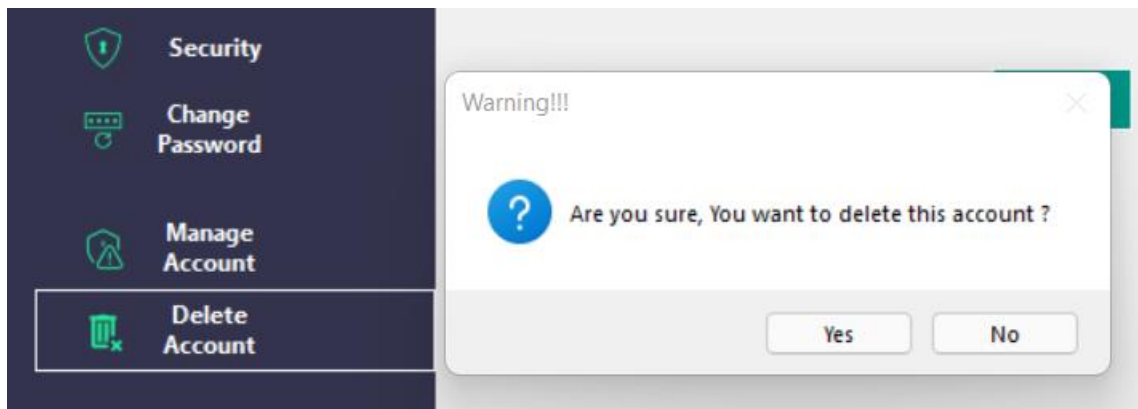 Security
Change
Password
Manage
Account
Delete
Account
Warning!!!
Are you sure, You want to delete this account ?
Yes
No